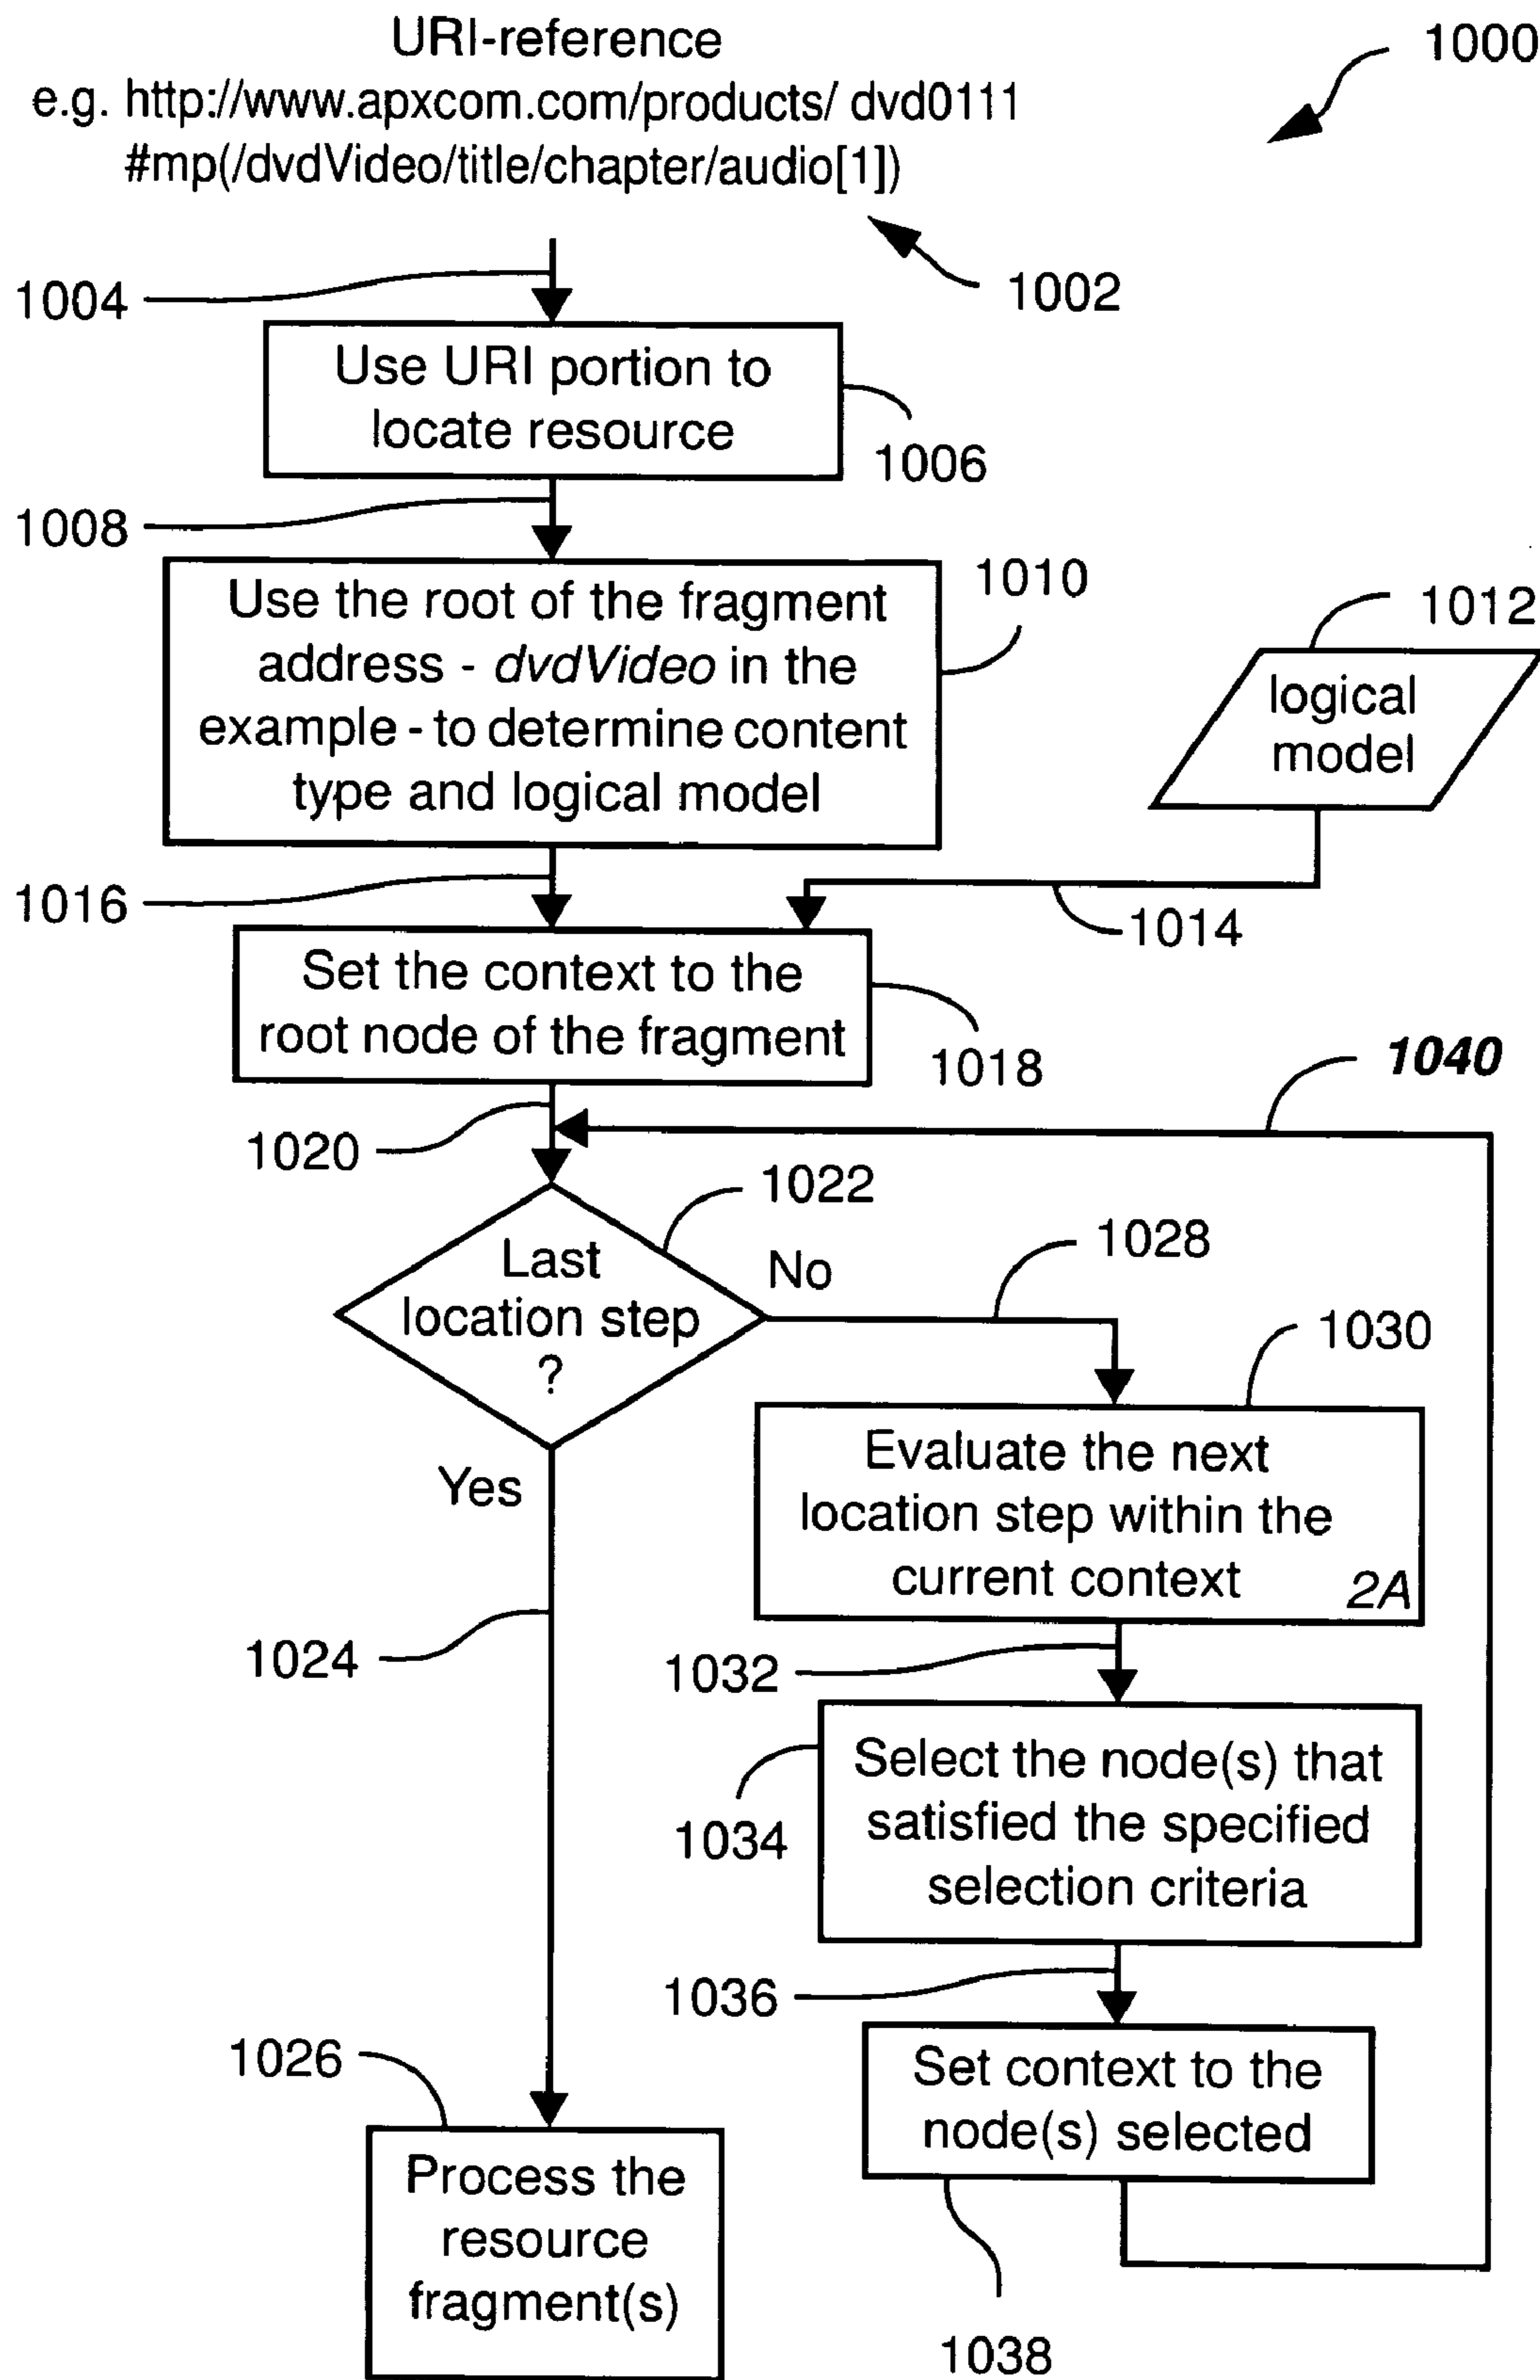 URI-reference
1000
e.g. http://www.apxcom.com/products/ dvd0111
#mp(/dvdVideo/title/chapter/audio[1])
1002
1004
Use URI portion to
locate resource
1006
1008
Use the root of the fragment
address - dvdVideo in the
example - to determine content
type and logical model
1010
1012
logical
model
1014
1016
Set the context to the
root node of the fragment
1018
1040
1020
1022
Last
location step
?
No
1028
1030
Yes
Evaluate the next
location step within the
current context
2A
1024
1032
Select the node(s) that
satisfied the specified
selection criteria
1034
1036
Set context to the
node(s) selected
1026
Process the
resource
fragment(s)
1038